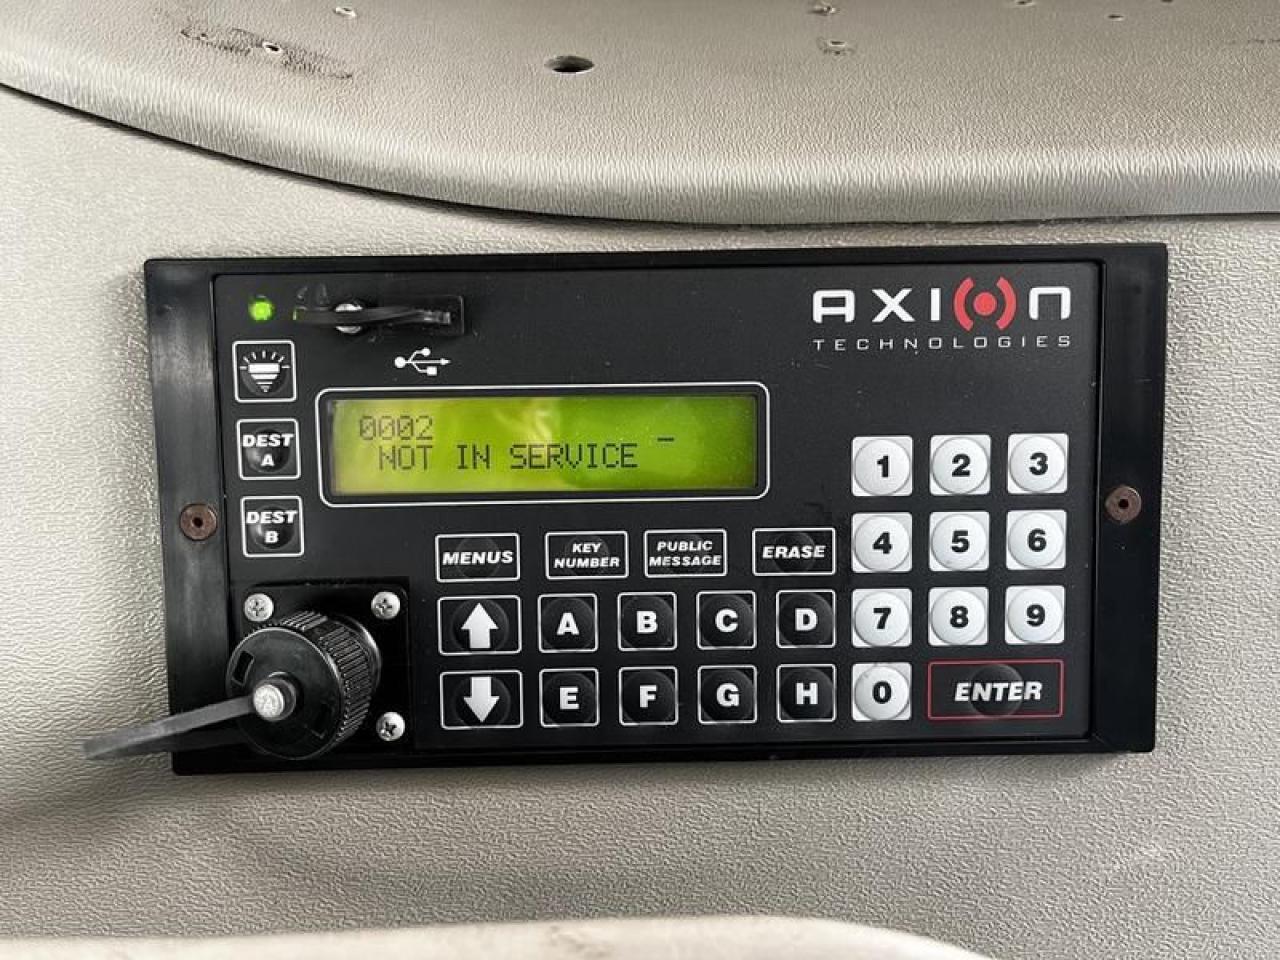 AXION
TECHNOLOGIES
DEST
A
DEST
B
0002 _
NOT IN SERVICE
MENUS
KEY
NUMBER
PUBLIC
MESSAGE
ERASE
1 2 3
4 5 6
7 8 9
0 ENTER
A B C D
E F G H